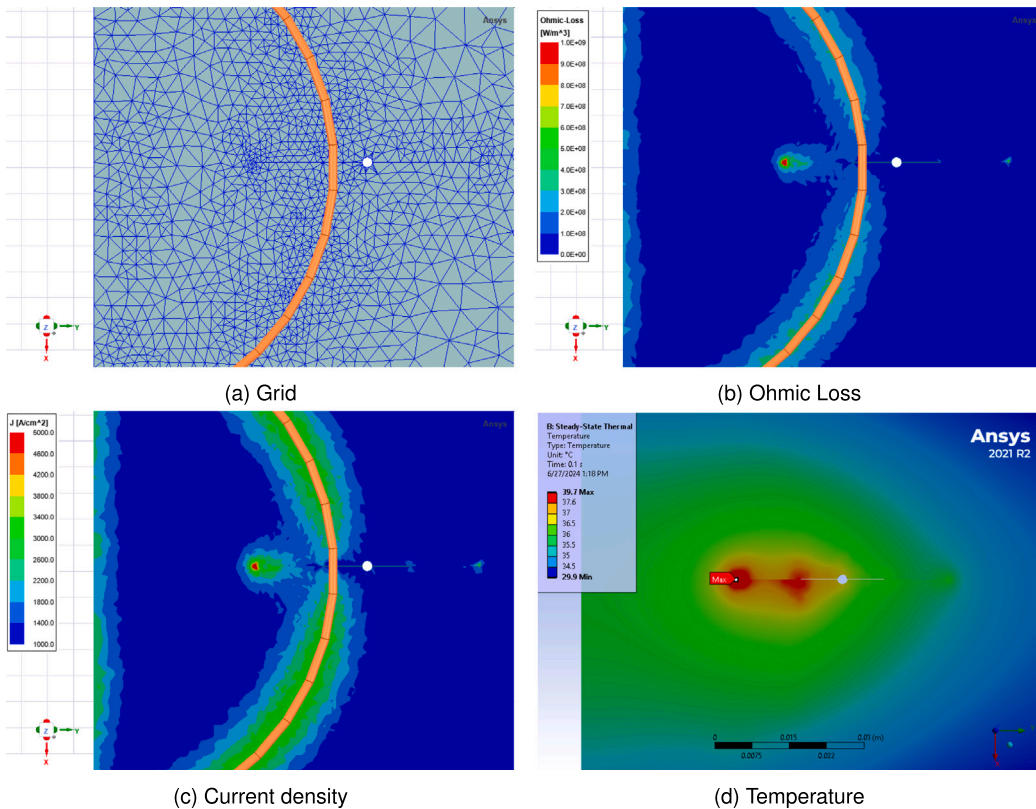 Ansys
Z
Y
X
(a) Grid
Ohmic-Loss
[W/m^3]
1.0E+09
9.0E+08
8.0E+08
7.0E+08
6.0E+08
5.0E+08
4.0E+08
3.0E+08
2.0E+08
1.0E+08
0.0E+00
Ansys
Z
Y
X
(b) Ohmic Loss
J [A/cm^2]
5000.0
4600.0
4200.0
3800.0
3400.0
3000.0
2600.0
2200.0
1800.0
1400.0
1000.0
Ansys
Z
Y
X
(c) Current density
B: Steady-State Thermal
Temperature
Type: Temperature
Unit: °C
Time: 0.1 s
6/27/2024 1:18 PM
39.7 Max
37.6
37
36.5
36
35.5
35
34.5
29.9 Min
Ansys
2021 R2
Max
0
0.015
0.03 (m)
0.0075
0.022
(d) Temperature